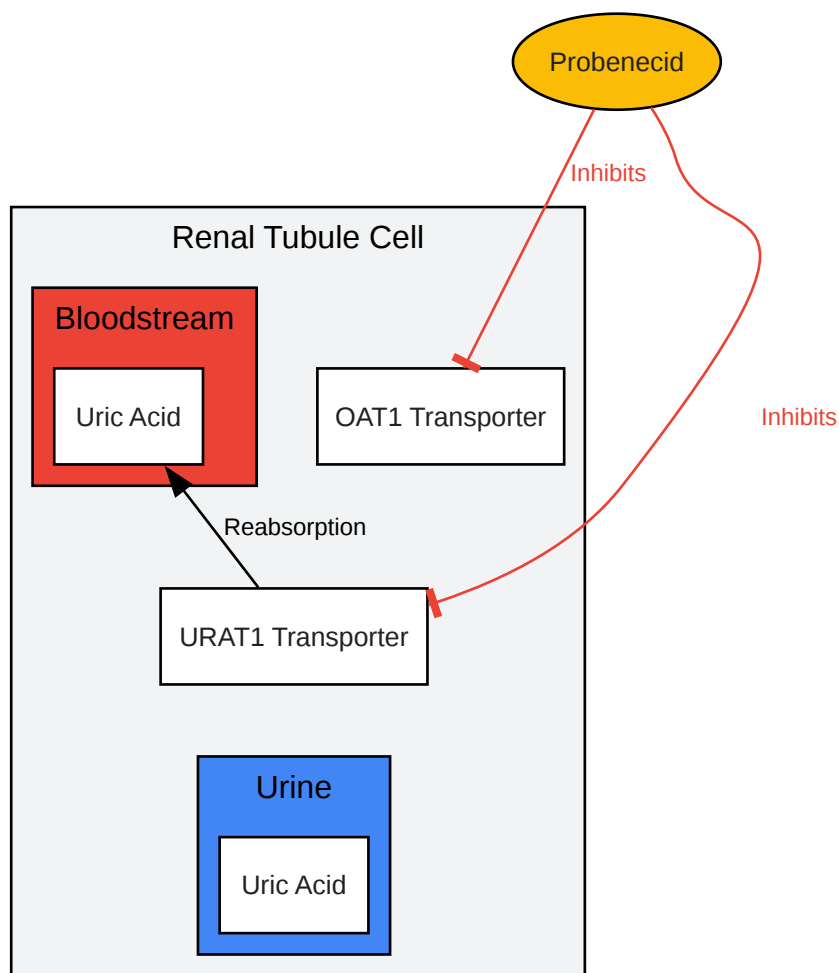 Probenecid
Inhibits
Renal Tubule Cell
Bloodstream
Uric Acid
OAT1 Transporter
Inhibits
Reabsorption
URAT1 Transporter
Urine
Uric Acid